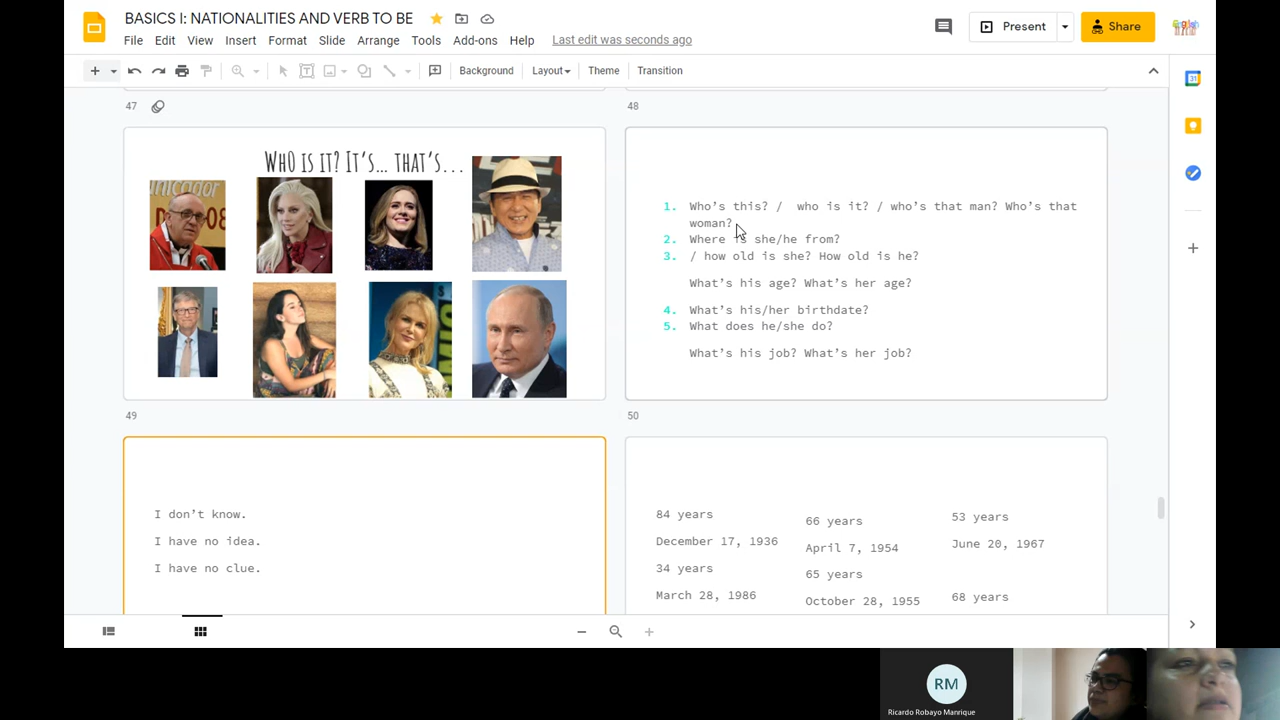 BASICS I: NATIONALITIES AND VERB TO BE
File Edit View Insert Format Slide Arrange Tools Add-ons Help Last edit was seconds ago
Present
Share
Background Layout Theme Transition
47
48
WHO IS IT? IT'S... THAT'S...
unicador
1. Who's this? / who is it? / who's that man? Who's that
woman?
2. Where is she/he from?
3. / how old is she? How old is he?
What's his age? What's her age?
4. What's his/her birthdate?
5. What does he/she do?
What's his job? What's her job?
49
50
I don't know.
I have no idea.
I have no clue.
84 years
December 17, 1936
34 years
March 28, 1986
66 years
April 7, 1954
65 years
October 28, 1955
53 years
June 20, 1967
68 years
RM
Ricardo Robayo Manrique
31